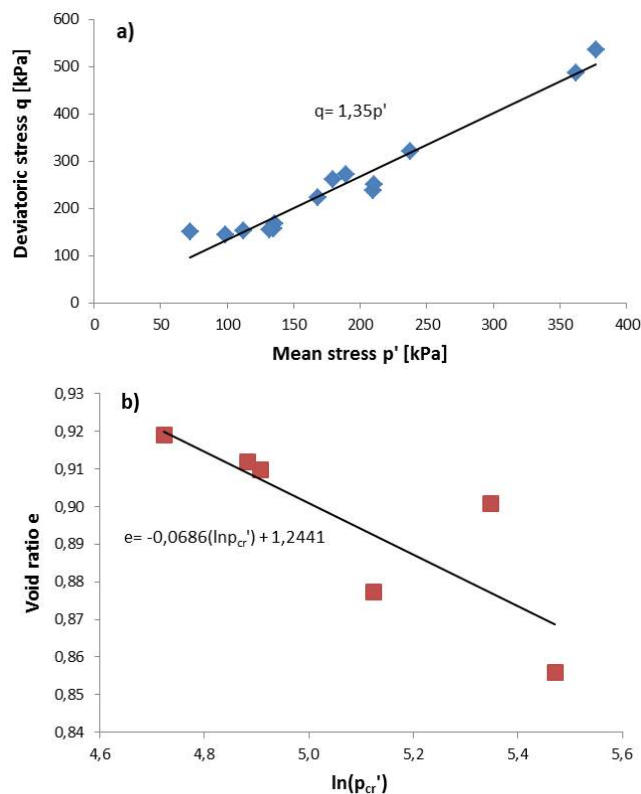 a)
Deviatoric stress q [kPa]
600
500
400
300
200
100
0
q= 1,35p'
0 50 100 150 200 250 300 350 400
Mean stress p' [kPa]
b)
Void ratio e
0,93
0,92
0,91
0,90
0,89
0,88
0,87
0,86
0,85
0,84
e= -0,0686(lnpcr') + 1,2441
4,6 4,8 5,0 5,2 5,4 5,6
ln(pcr')